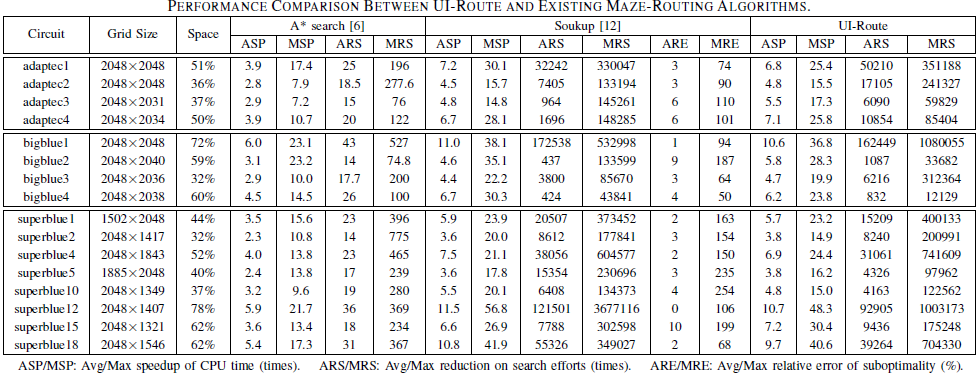 PERFORMANCE COMPARISON BETWEEN UI-ROUTE AND EXISTING MAZE-ROUTING ALGORITHMS.
Circuit Grid Size Space A* search [6] Soukup [12] UI-Route
ASP MSP ARS MRS ASP MSP ARS MRS ARE MRE ASP MSP ARS MRS
adaptec1 2048×2048 51% 3.9 17.4 25 196 7.2 30.1 32242 330047 3 74 6.8 25.4 50210 351188
adaptec2 2048×2048 36% 2.8 7.9 18.5 277.6 4.5 15.7 7405 133194 3 90 4.8 15.5 17105 241327
adaptec3 2048×2031 37% 2.9 7.2 15 76 4.8 14.8 964 145261 6 110 5.5 17.3 6090 59829
adaptec4 2048×2034 50% 3.9 10.7 20 122 6.7 28.1 1696 148285 6 101 7.1 25.8 10854 85404
bigblue1 2048×2048 72% 6.0 23.1 43 527 11.0 38.1 172538 532998 1 94 10.6 36.8 162449 1080055
bigblue2 2048×2040 59% 3.1 23.2 14 74.8 4.6 35.1 437 133599 9 187 5.8 28.3 1087 33682
bigblue3 2048×2036 32% 2.9 10.0 17.7 200 4.4 22.2 3800 85670 3 64 4.7 19.9 6216 312364
bigblue4 2048×2038 60% 4.5 14.5 26 100 6.7 30.3 424 43841 4 50 6.2 23.8 832 12129
superblue1 1502×2048 44% 3.5 15.6 23 396 5.9 23.9 20507 373452 2 163 5.7 23.2 15209 400133
superblue2 2048×1417 32% 2.3 10.8 14 775 3.6 20.0 8612 177841 3 154 3.8 14.9 8240 200991
superblue4 2048×1843 52% 4.0 13.8 23 465 7.5 21.1 38056 604577 2 150 6.9 24.4 31061 741609
superblue5 1885×2048 40% 2.4 13.8 17 239 3.6 17.8 15354 230696 3 235 3.8 16.2 4326 97962
superblue10 2048×1349 37% 3.2 9.6 19 280 5.5 20.1 6408 134373 4 254 4.8 15.0 4163 122562
superblue12 2048×1407 78% 5.9 21.7 36 369 11.5 56.8 121501 3677116 0 106 10.7 48.3 92905 1003173
superblue15 2048×1321 62% 3.6 13.4 18 234 6.6 26.9 7788 302598 10 199 7.2 30.4 9436 175248
superblue18 2048×1546 62% 5.4 17.3 31 367 10.8 41.9 55326 349027 2 68 9.7 40.6 39264 704330
ASP/MSP: Avg/Max speedup of CPU time (times). ARS/MRS: Avg/Max reduction on search efforts (times). ARE/MRE: Avg/Max relative error of suboptimality (%).